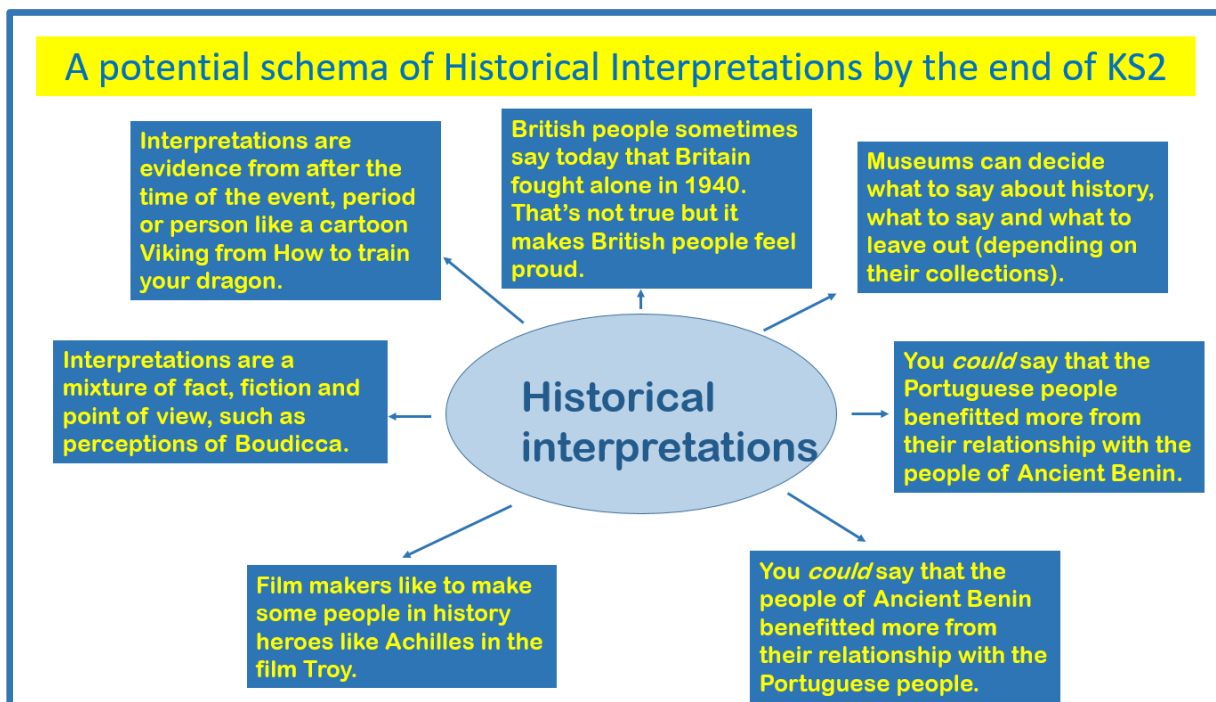 A potential schema of Historical Interpretations by the end of KS2
Interpretations are
evidence from after the
time of the event, period
or person like a cartoon
Viking from How to train
your dragon.
British people sometimes
say today that Britain
fought alone in 1940.
That's not true but it
makes British people feel
proud.
Museums can decide
what to say about history,
what to say and what to
leave out (depending on
their collections).
Interpretations are a
mixture of fact, fiction and
point of view, such as
perceptions of Boudicca.
Historical
interpretations
You could say that the
Portuguese people
benefitted more from
their relationship with the
people of Ancient Benin.
Film makers like to make
some people in history
heroes like Achilles in the
film Troy.
You could say that the
people of Ancient Benin
benefitted more from
their relationship with the
Portuguese people.